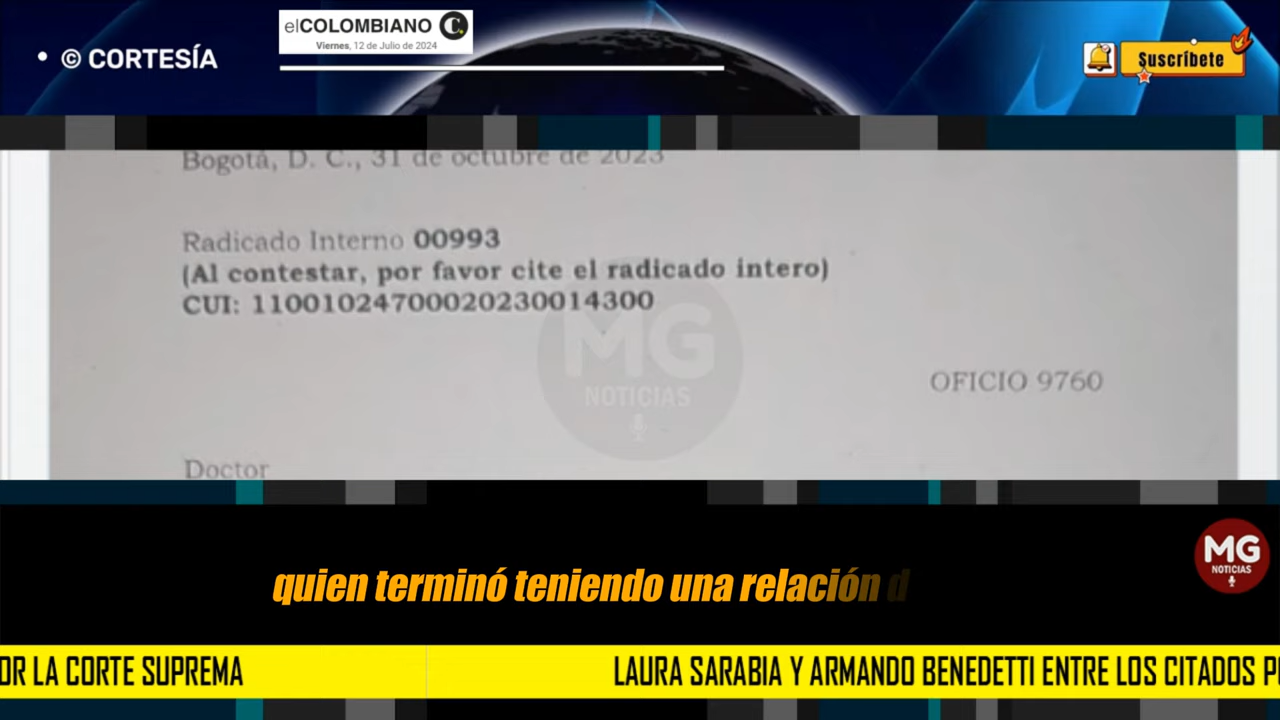 • © CORTESÍA
elCOLOMBIANO C.
Viernes, 12 de Julio de 2024
Suscríbete
Bogotá, D. C., 31 de octubre de 2023
Radicado Interno 00993
(Al contestar, por favor cite el radicado intero)
CUI: 11001024700020230014300
MG
NOTICIAS
OFICIO 9760
Doctor
MG
NOTICIAS
quien terminó teniendo una relación d
OR LA CORTE SUPREMA
LAURA SARABIA Y ARMANDO BENEDETTI ENTRE LOS CITADOS P